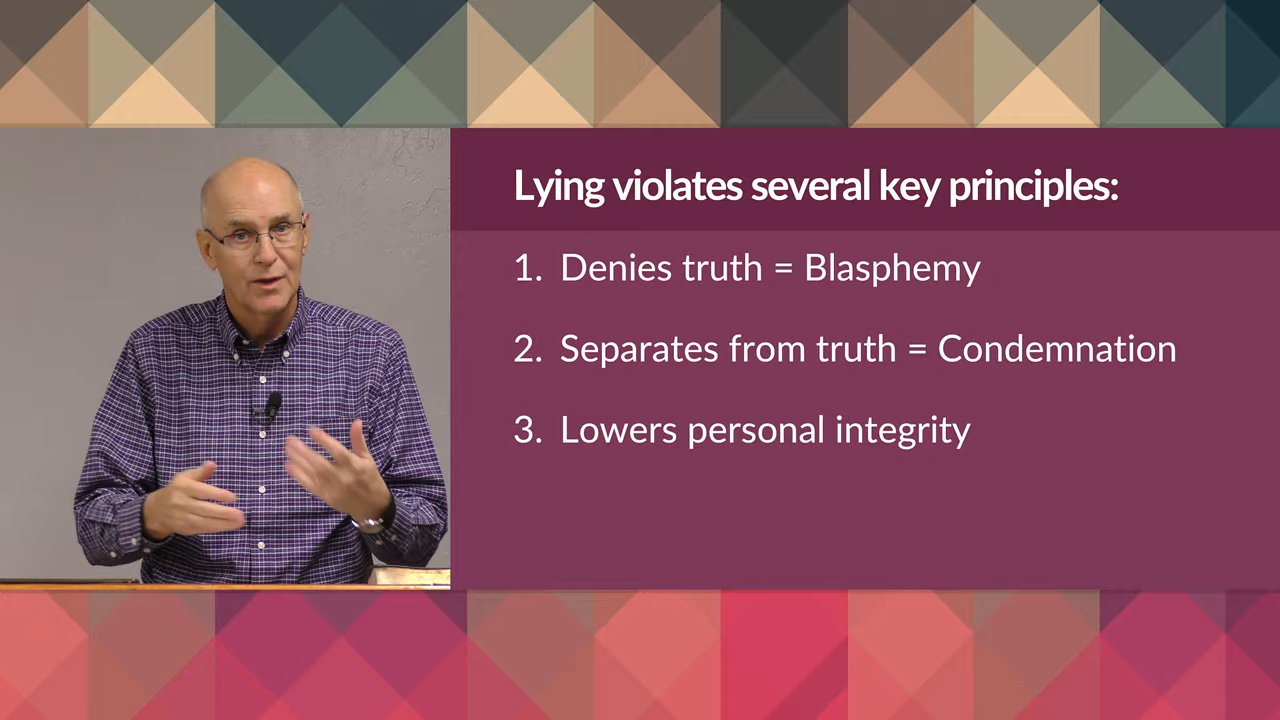 Lying violates several key principles:
1. Denies truth = Blasphemy
2. Separates from truth = Condemnation
3. Lowers personal integrity